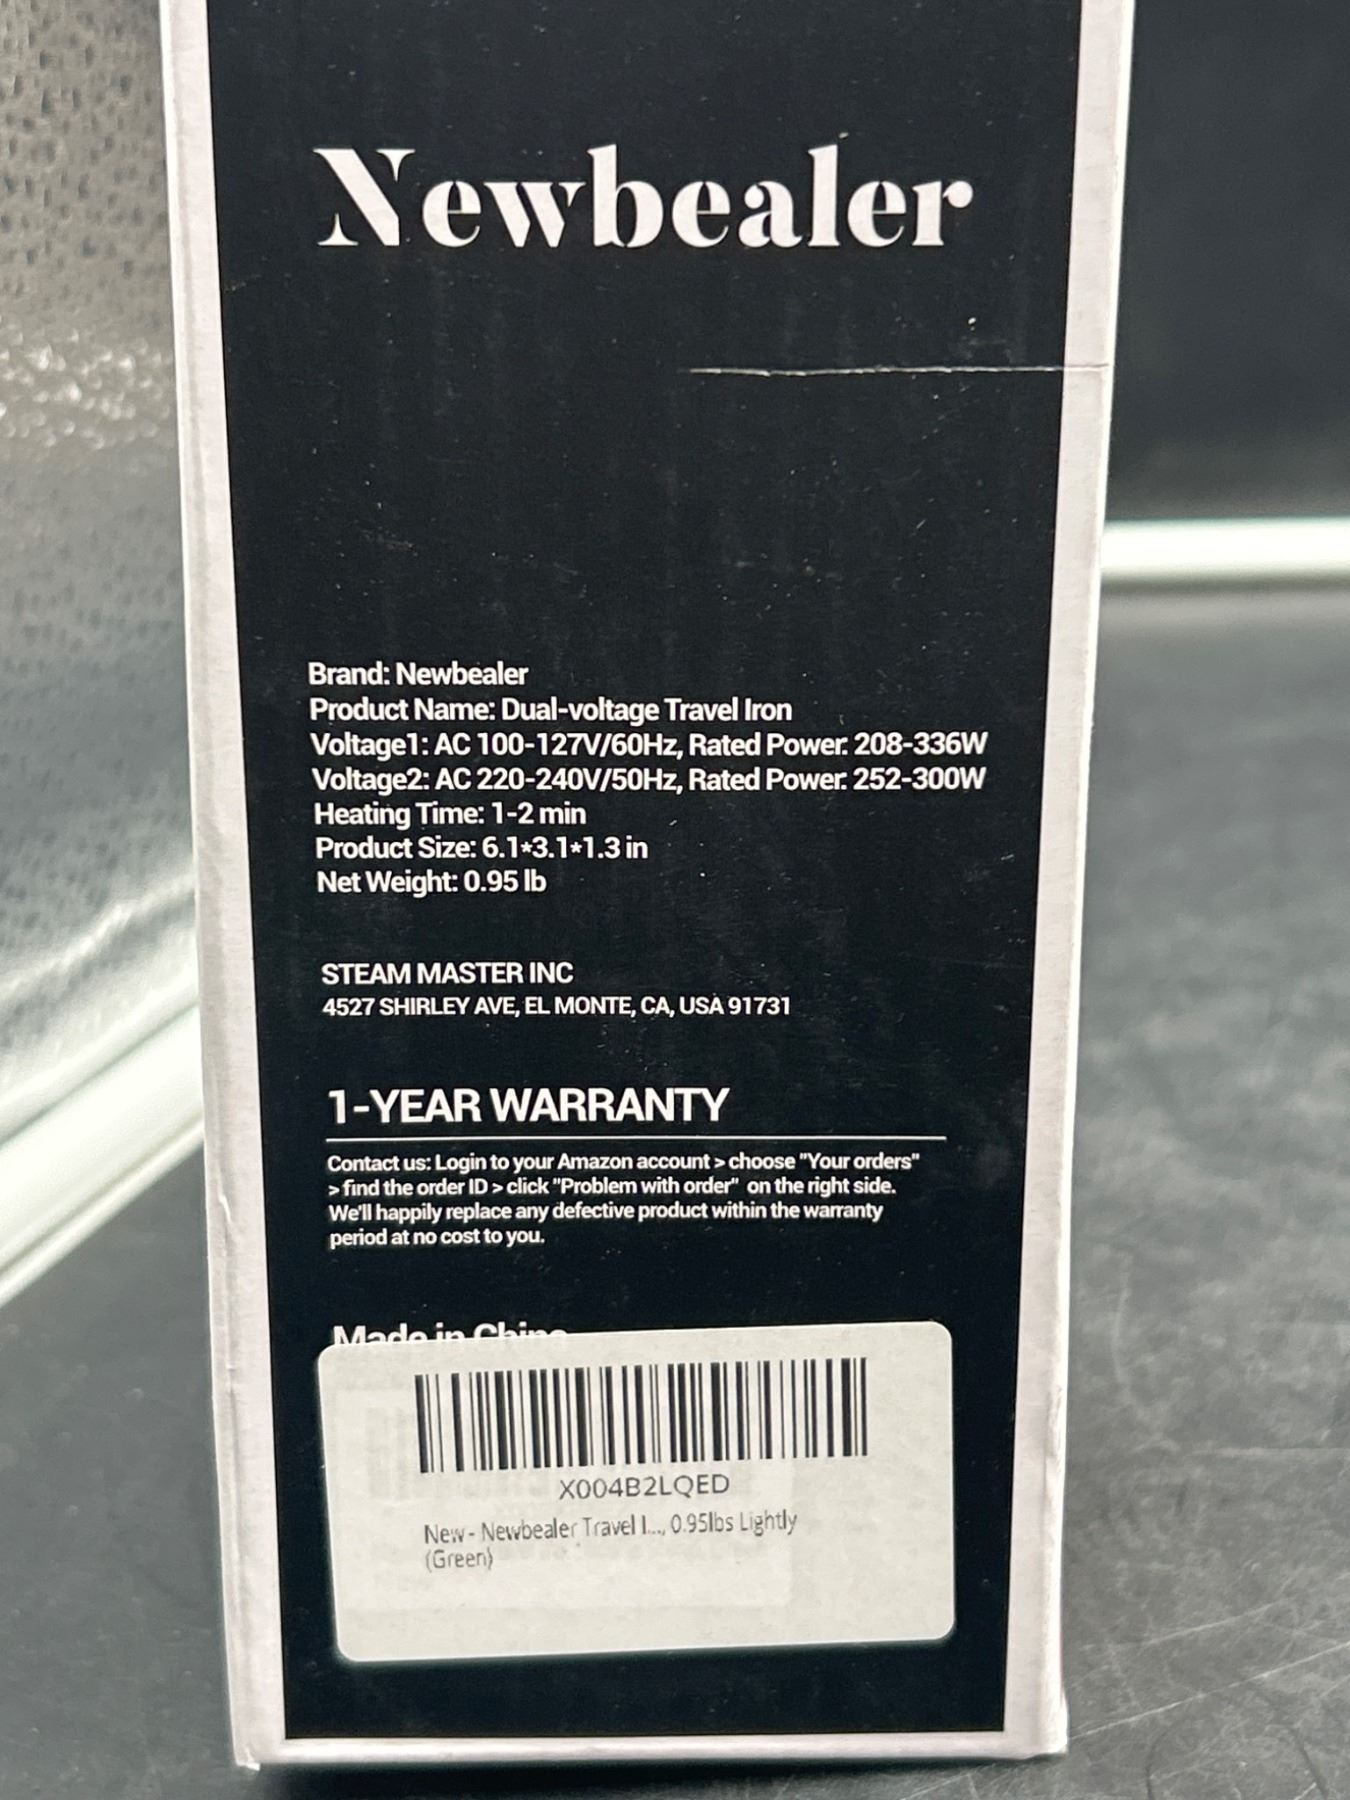 Newbealer
Brand: Newbealer
Product Name: Dual-voltage Travel Iron
Voltage1: AC 100-127V/60Hz, Rated Power: 208-336W
Voltage2: AC 220-240V/50Hz, Rated Power: 252-300W
Heating Time: 1-2 min
Product Size: 6.1*3.1*1.3 in
Net Weight: 0.95 lb
STEAM MASTER INC
4527 SHIRLEY AVE, EL MONTE, CA, USA 91731
1-YEAR WARRANTY
Contact us: Login to your Amazon account > choose "Your orders"
> find the order ID > click "Problem with order" on the right side.
We'll happily replace any defective product within the warranty
period at no cost to you.
Made in China
X004B2LQED
New - Newbealer Travel I..., 0.95lbs Lightly
(Green)